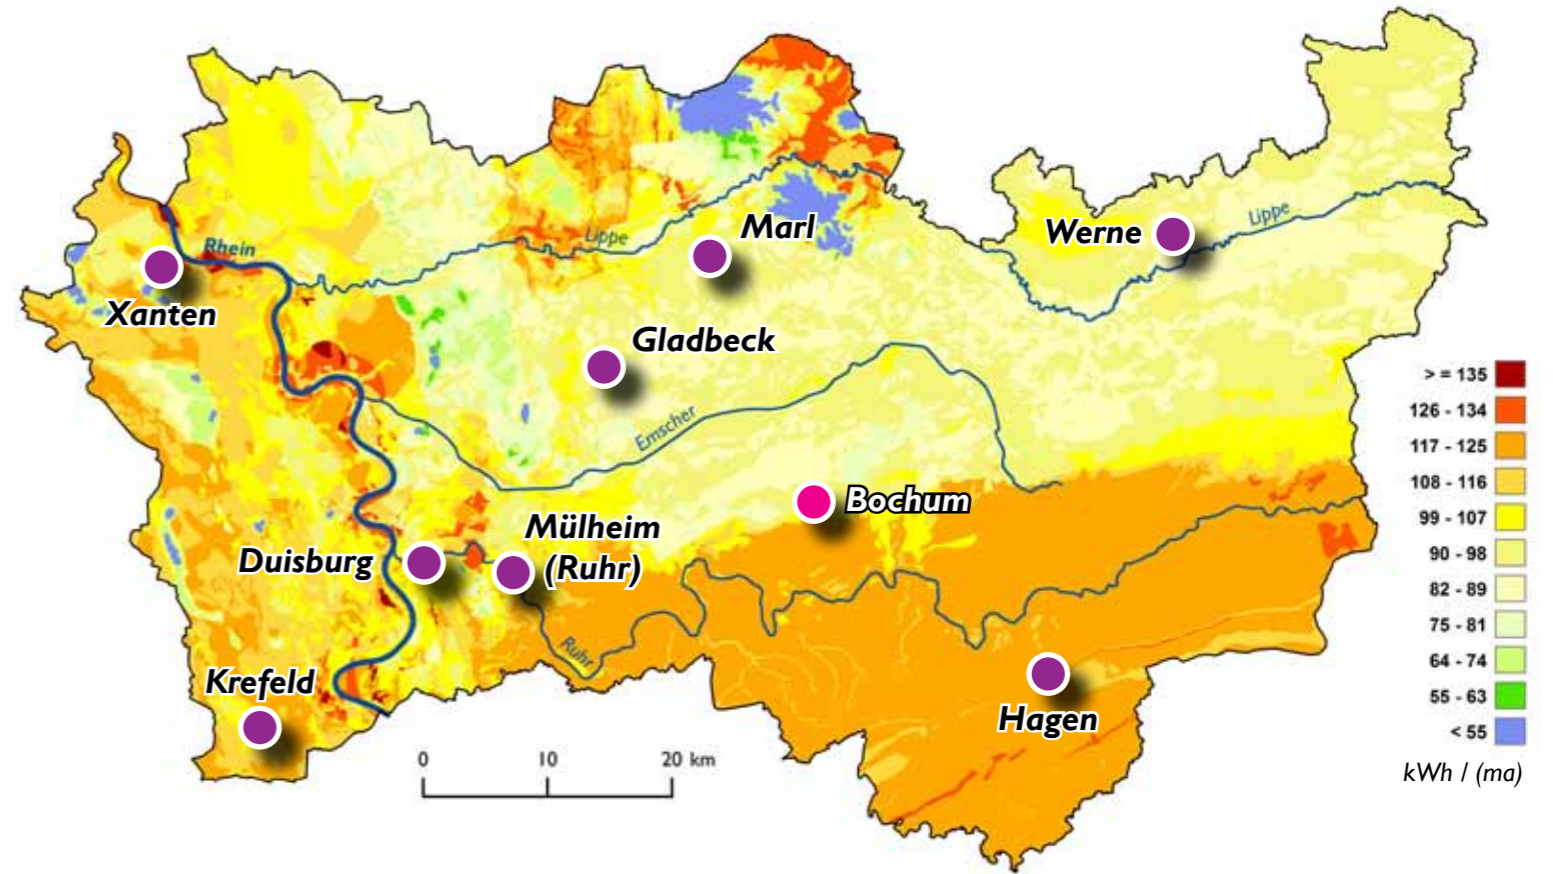 Rhein
Lippe
Marl
Werne
Lippe
Xanten
Gladbeck
Emscher
Bochum
Duisburg
Mülheim
(Ruhr)
Ruhr
Krefeld
Hagen
0 10 20 km
> = 135
126 - 134
117 - 125
108 - 116
99 - 107
90 - 98
82 - 89
75 - 81
64 - 74
55 - 63
< 55
kWh / (ma)